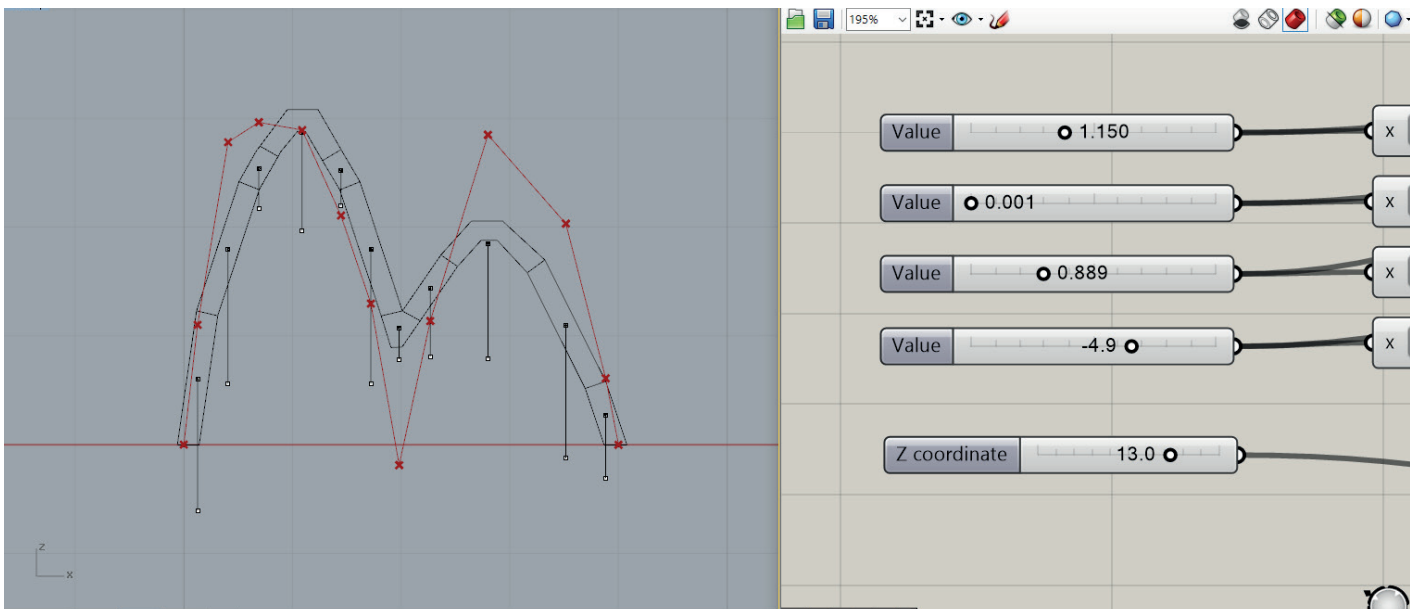 195%
Value 1.150 x
Value 0.001 x
Value 0.889 x
Value -4.9 x
Z coordinate 13.0
z
x